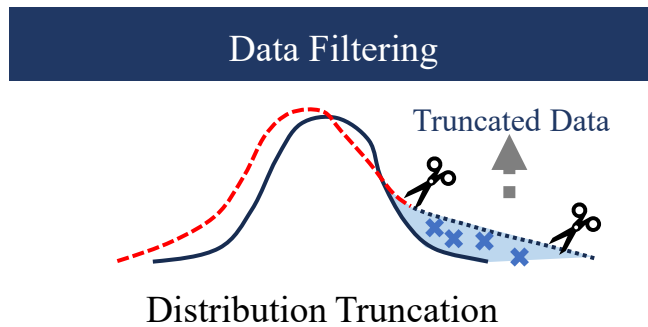 Data Filtering
Truncated Data
Distribution Truncation